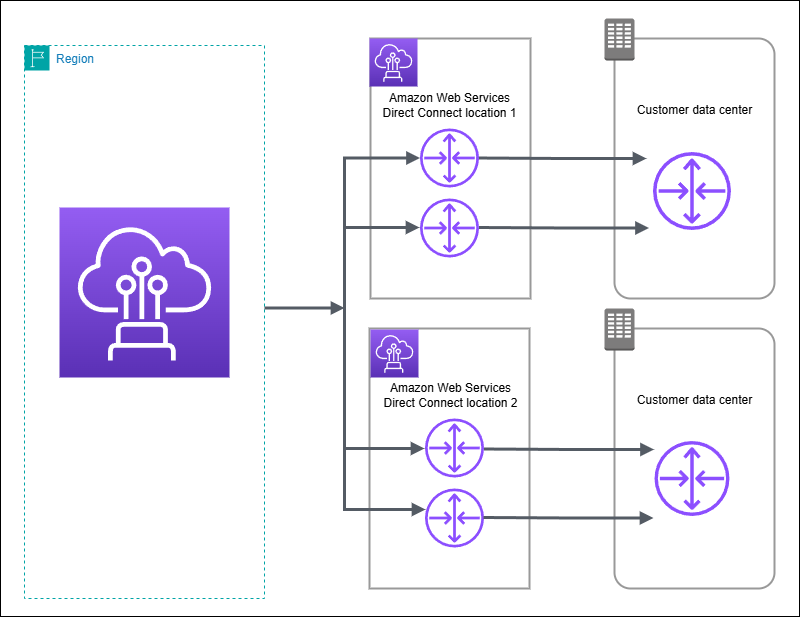 Region
Amazon Web Services
Direct Connect location 1
Customer data center
Amazon Web Services
Direct Connect location 2
Customer data center